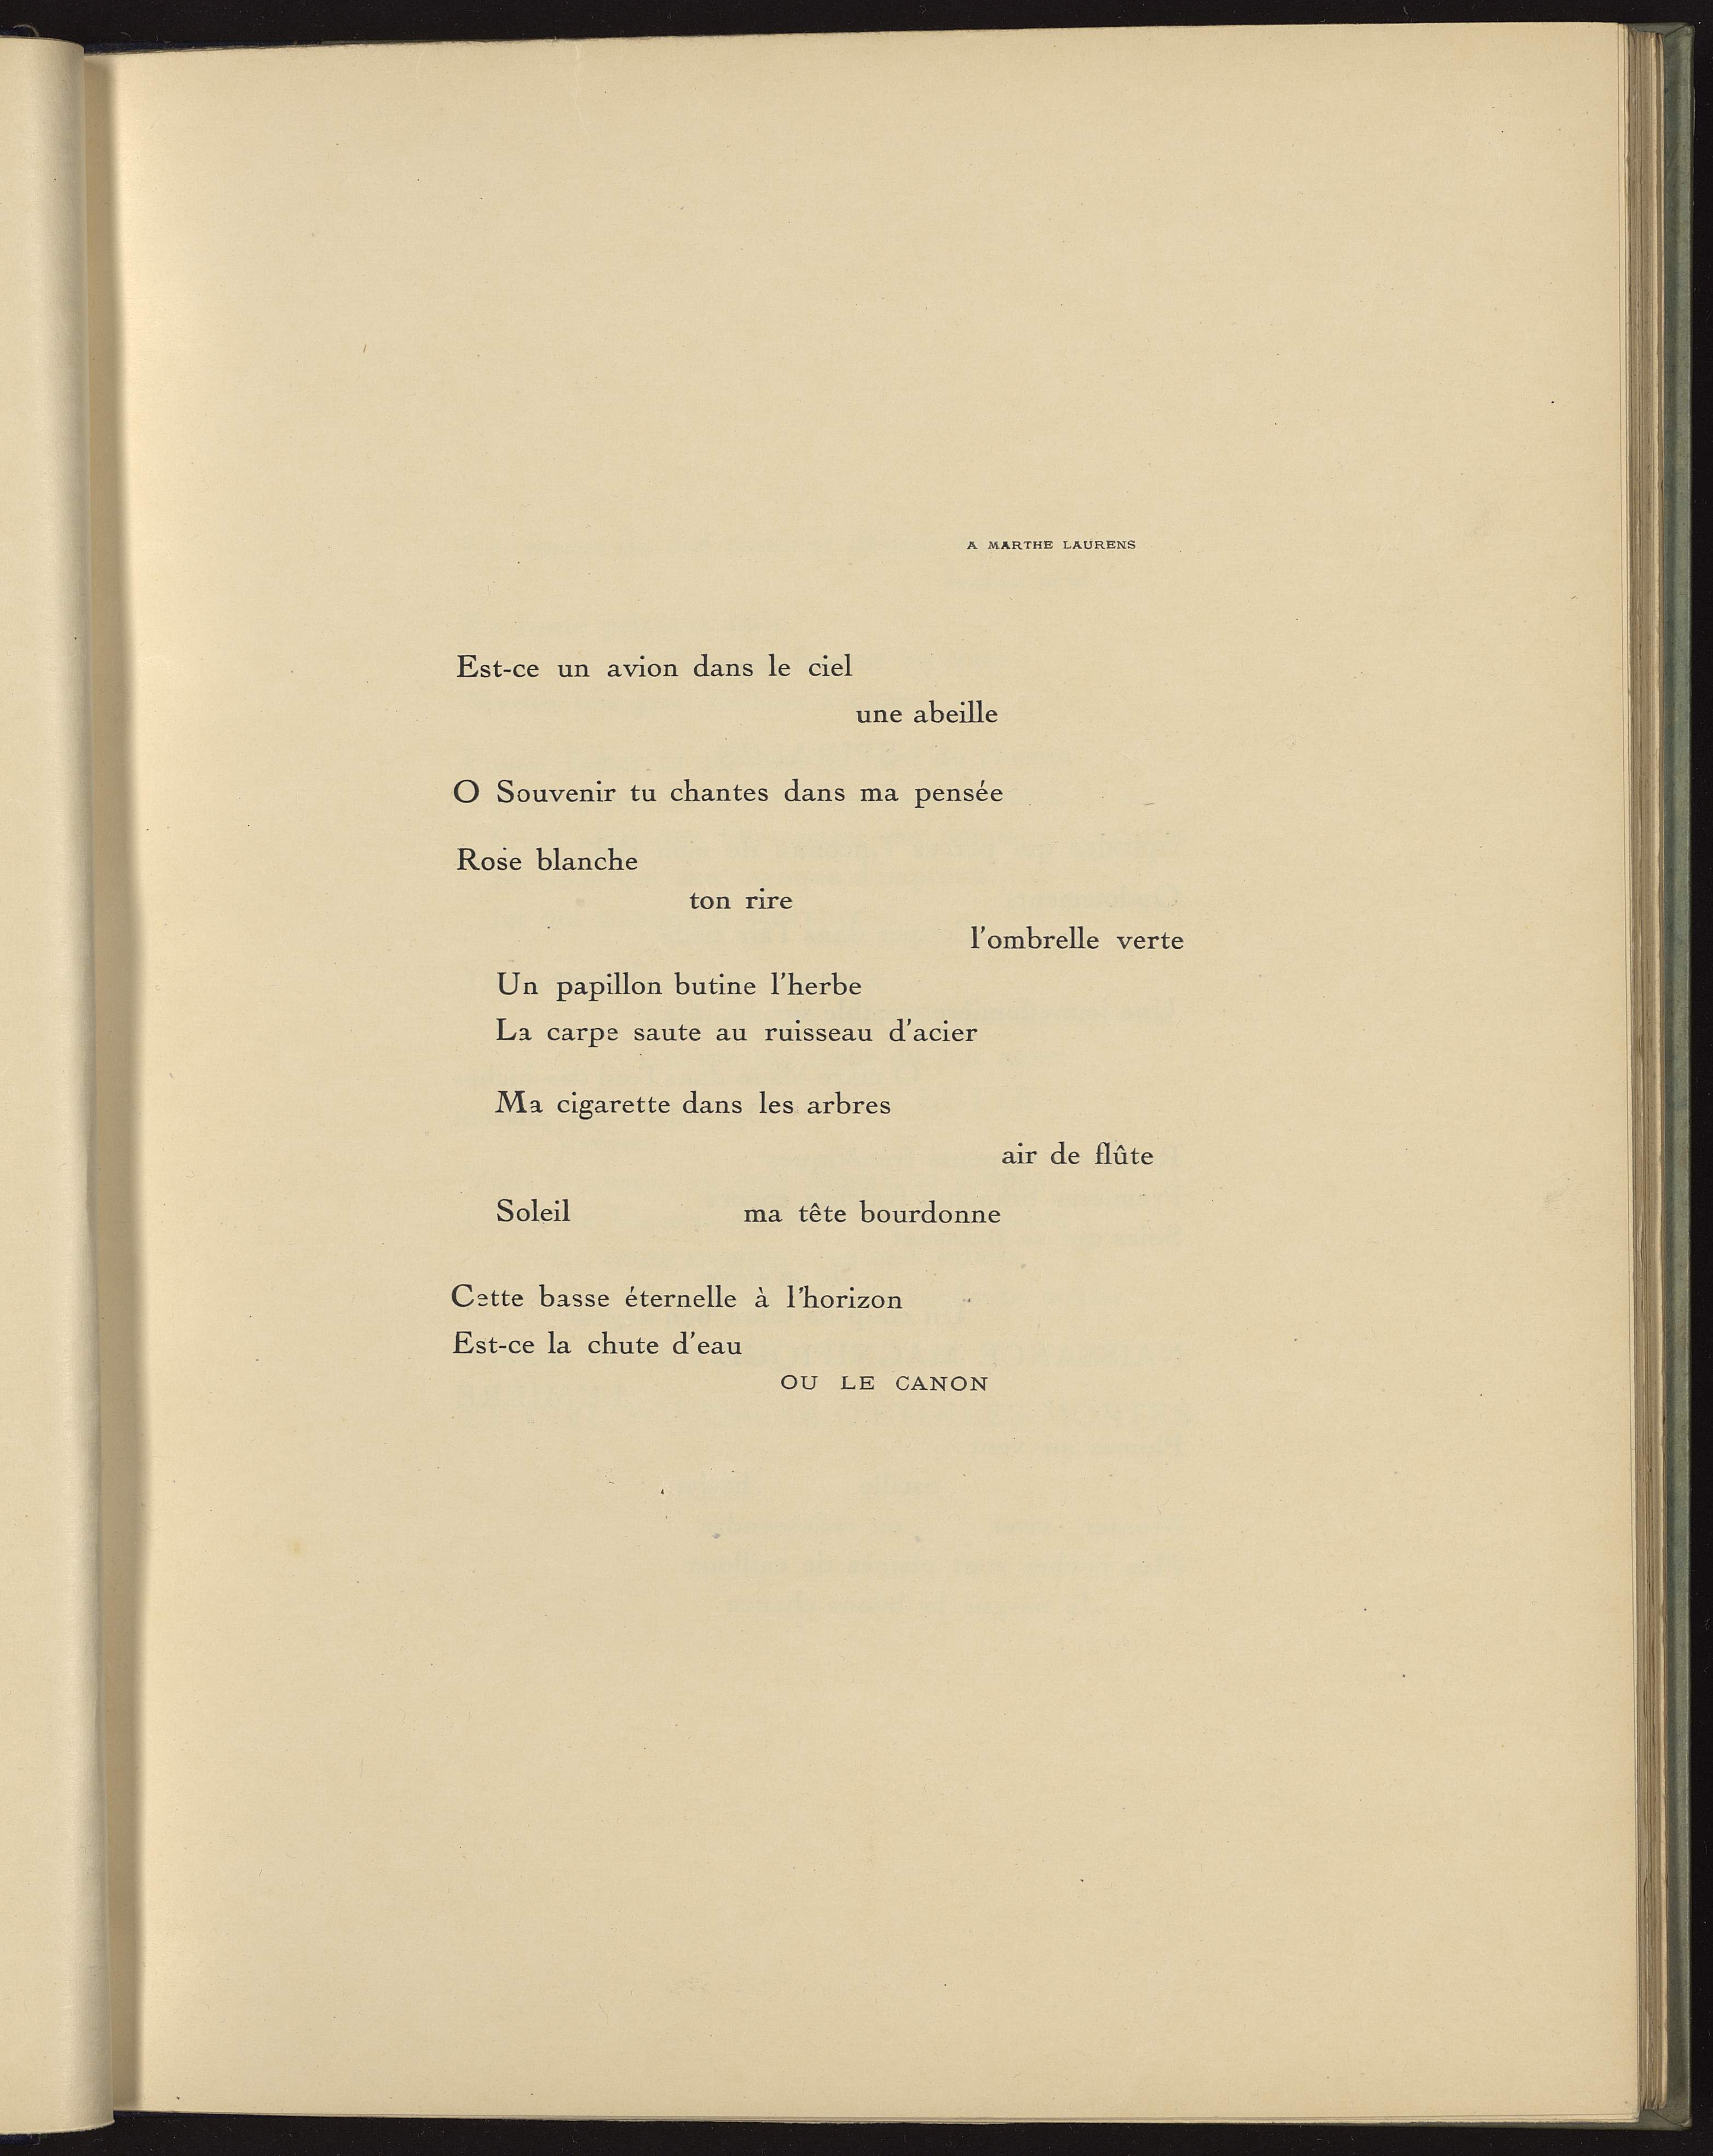 A MARTHE LAURENS
Est-ce un avion dans le ciel
une abeille
O Souvenir tu chantes dans ma pensée
Rose blanche
ton rire
l'ombrelle verte
Un papillon butine l'herbe
La carpe saute au ruisseau d'acier
Ma cigarette dans les arbres
air de flûte
Soleil ma tête bourdonne
Cette basse éternelle à l'horizon
Est-ce la chute d'eau
OU LE CANON